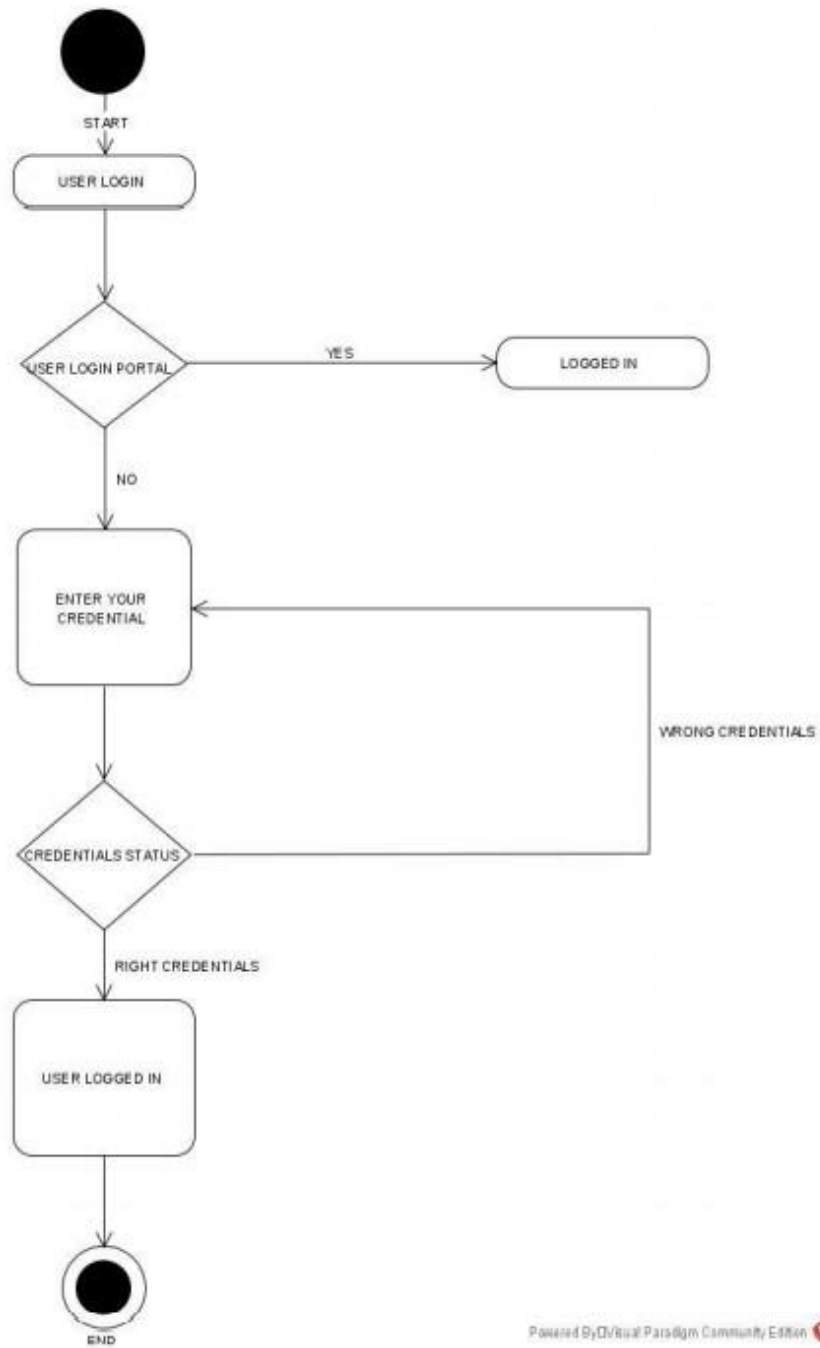 START
USER LOGIN
USER LOGIN PORTAL
YES
LOGGED IN
NO
ENTER YOUR
CREDENTIAL
WRONG CREDENTIALS
CREDENTIALS STATUS
RIGHT CREDENTIALS
USER LOGGED IN
END
Powered By Visual Paradigm Community Edition